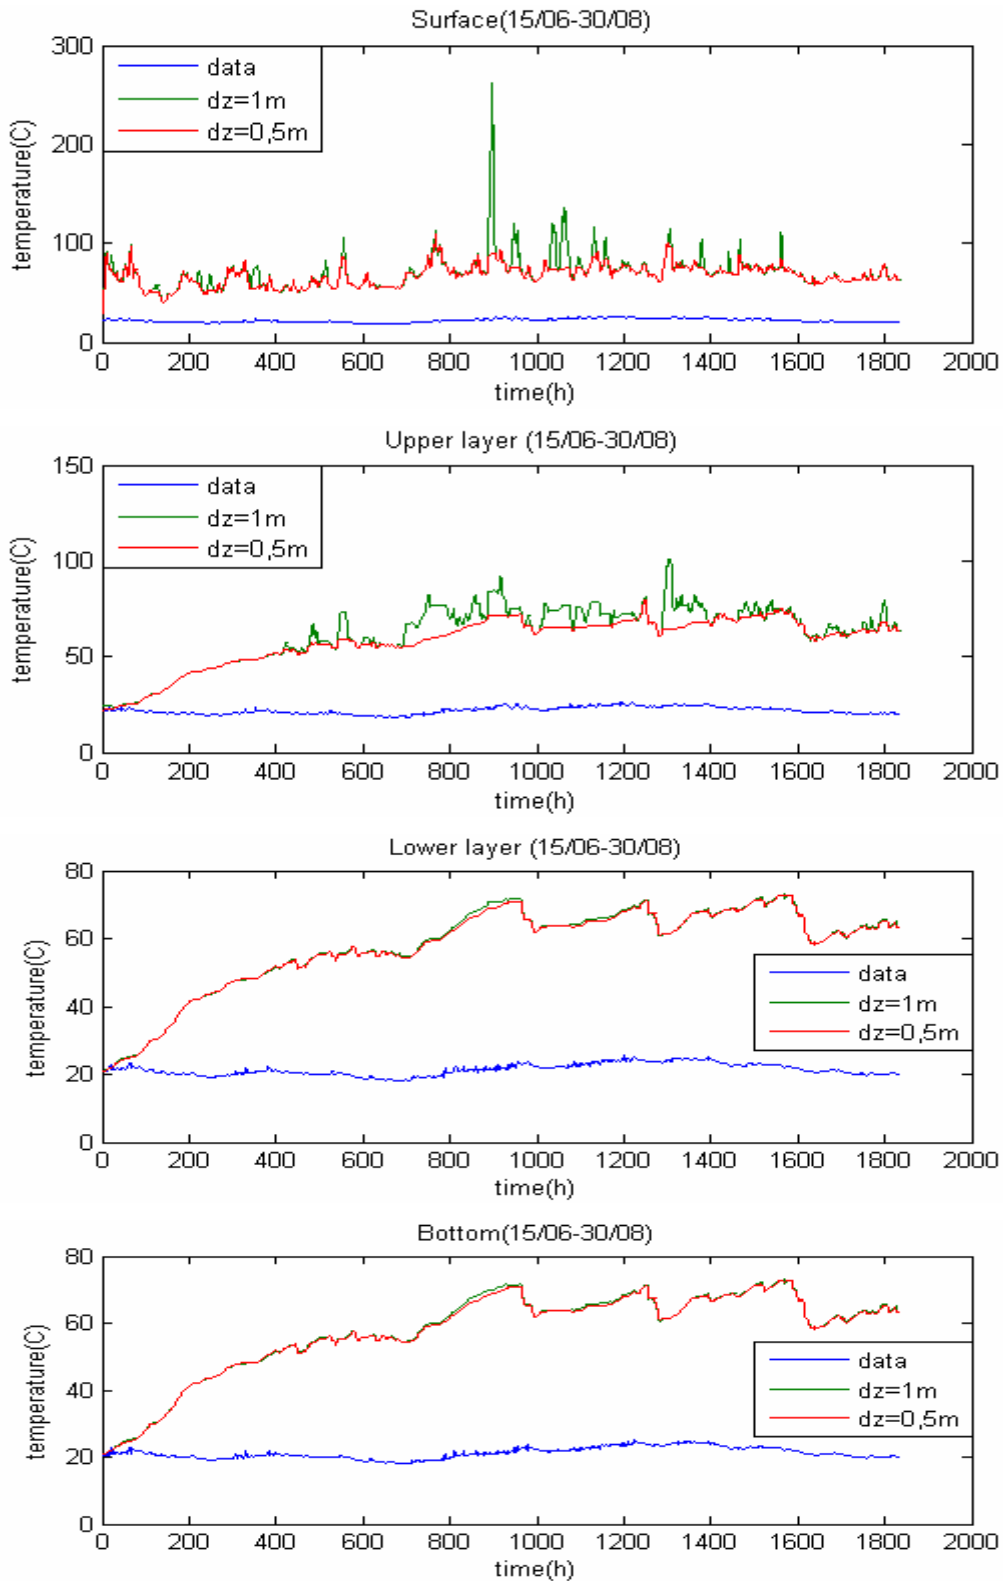 Surface(15/06-30/08)
300
200
100
0
temperature(C)
data
dz=1m
dz=0,5m
0 200 400 600 800 1000 1200 1400 1600 1800 2000
time(h)
Upper layer (15/06-30/08)
150
100
50
0
temperature(C)
data
dz=1m
dz=0,5m
0 200 400 600 800 1000 1200 1400 1600 1800 2000
time(h)
Lower layer (15/06-30/08)
80
60
40
20
0
temperature(C)
data
dz=1m
dz=0,5m
0 200 400 600 800 1000 1200 1400 1600 1800 2000
time(h)
Bottom(15/06-30/08)
80
60
40
20
0
temperature(C)
data
dz=1m
dz=0,5m
0 200 400 600 800 1000 1200 1400 1600 1800 2000
time(h)